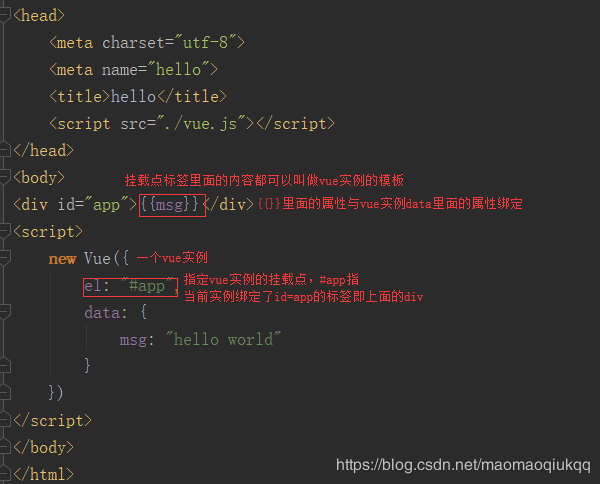 <head>
<meta charset="utf-8">
<meta name="hello">
<title>hello</title>
<script src="./vue.js"></script>
</head>
<body>
挂载点标签里面的内容都可以叫做vue实例的模板
<div id="app">{{msg}}</div>{{}}里面的属性与vue实例data里面的属性绑定
<script>
new Vue({ 一个vue实例
el: "#app", 指定vue实例的挂载点，#app指
当前实例绑定了id=app的标签即上面的div
data: {
msg: "hello world"
}
})
</script>
</body>
</html>
https://blog.csdn.net/maomaoqiukqq